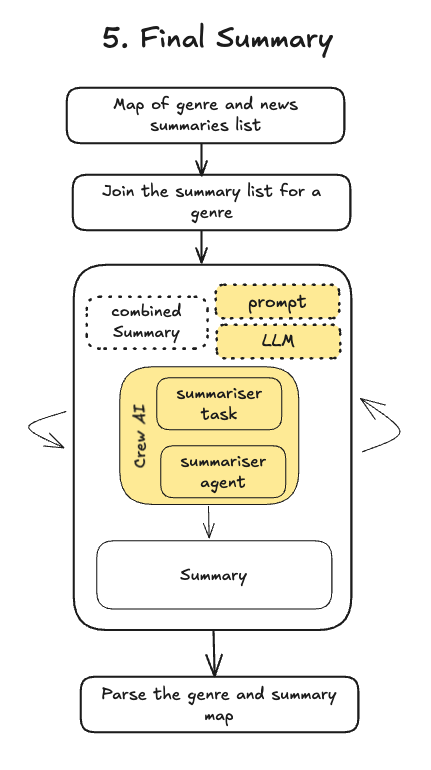 5. Final Summary
Map of genre and news
summaries list
Join the summary list for a
genre
combined
Summary
prompt
LLM
Crew AI
summariser
task
summariser
agent
Summary
Parse the genre and summary
map